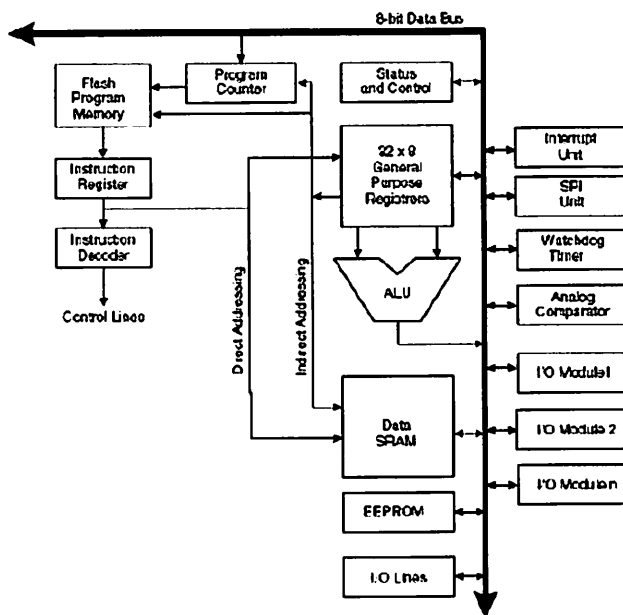 8-bit Data Bus
Flash
Program
Memory
Program
Counter
Status
and Control
Instruction
Register
32 x 8
General
Purpose
Registrers
Interrupt
Unit
SPI
Unit
Instruction
Decoder
Watchdog
Timer
Direct Addressing
Indirect Addressing
ALU
Analog
Comparator
Control Lines
I/O Module1
Data
SRAM
I/O Module 2
I/O Module n
EEPROM
I/O Lines